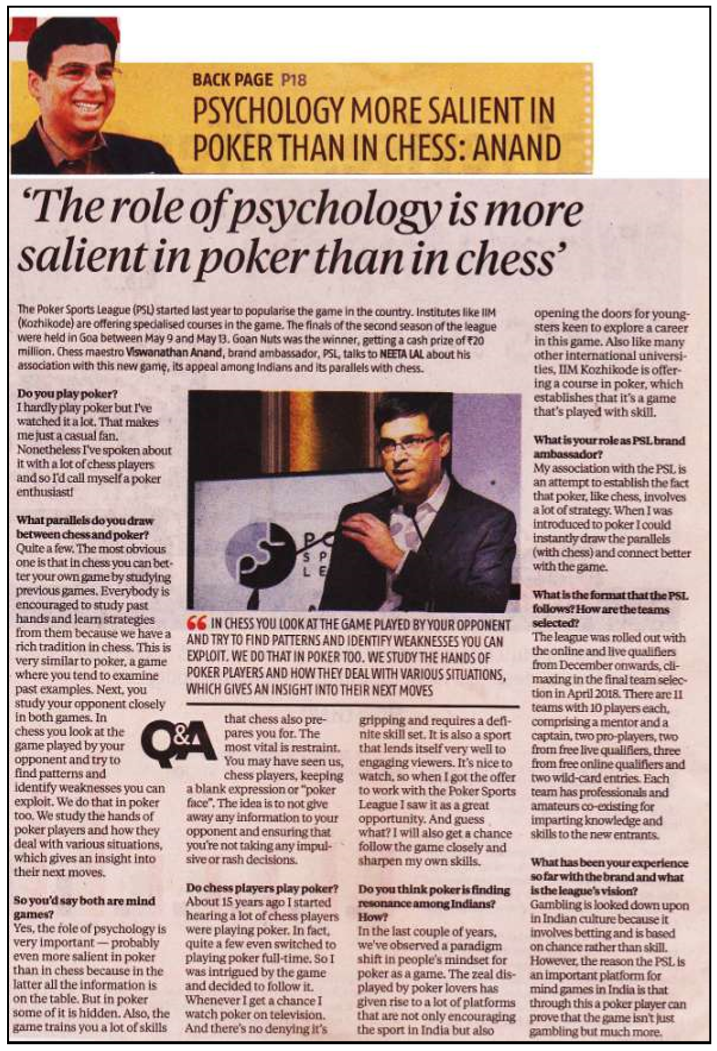 BACK PAGE P18
PSYCHOLOGY MORE SALIENT IN
POKER THAN IN CHESS: ANAND
‘The role of psychology is more
salient in poker than in chess’
The Poker Sports League (PSL) started last year to popularise the game in the country. Institutes like IIM
(Kozhikode) are offering specialised courses in the game. The finals of the second season of the league
were held in Goa between May 9 and May 13. Goan Nuts was the winner, getting a cash prize of ₹20
million. Chess maestro Viswanathan Anand, brand ambassador, PSL, talks to NEETA LAL about his
association with this new game, its appeal among Indians and its parallels with chess.
Do you play poker?
I hardly play poker but I've
watched it a lot. That makes
me just a casual fan.
Nonetheless I've spoken about
it with a lot of chess players
and so I'd call myself a poker
enthusiast!
What parallels do you draw
between chess and poker?
Quite a few. The most obvious
one is that in chess you can bet-
ter your own game by studying
previous games. Everybody is
encouraged to study past
hands and learn strategies
from them because we have a
rich tradition in chess. This is
very similar to poker, a game
where you tend to examine
past examples. Next, you
study your opponent closely
in both games. In
chess you look at the
game played by your
opponent and try to
find patterns and
identify weaknesses you can
exploit. We do that in poker
too. We study the hands of
poker players and how they
deal with various situations,
which gives an insight into
their next moves.
So you'd say both are mind
games?
Yes, the role of psychology is
very important — probably
even more salient in poker
than in chess because in the
latter all the information is
on the table. But in poker
some of it is hidden. Also, the
game trains you a lot of skills
psl
PO
SP
LE
“ IN CHESS YOU LOOK AT THE GAME PLAYED BY YOUR OPPONENT
AND TRY TO FIND PATTERNS AND IDENTIFY WEAKNESSES YOU CAN
EXPLOIT. WE DO THAT IN POKER TOO. WE STUDY THE HANDS OF
POKER PLAYERS AND HOW THEY DEAL WITH VARIOUS SITUATIONS,
WHICH GIVES AN INSIGHT INTO THEIR NEXT MOVES
Q&A
that chess also pre-
pares you for. The
most vital is restraint.
You may have seen us,
chess players, keeping
a blank expression or “poker
face”. The idea is to not give
away any information to your
opponent and ensuring that
you're not taking any impul-
sive or rash decisions.
Do chess players play poker?
About 15 years ago I started
hearing a lot of chess players
were playing poker. In fact,
quite a few even switched to
playing poker full-time. So I
was intrigued by the game
and decided to follow it.
Whenever I get a chance I
watch poker on television.
And there's no denying it's
gripping and requires a defi-
nite skill set. It is also a sport
that lends itself very well to
engaging viewers. It's nice to
watch, so when I got the offer
to work with the Poker Sports
League I saw it as a great
opportunity. And guess
what? I will also get a chance
follow the game closely and
sharpen my own skills.
Do you think poker is finding
resonance among Indians?
How?
In the last couple of years,
we've observed a paradigm
shift in people's mindset for
poker as a game. The zeal dis-
played by poker lovers has
given rise to a lot of platforms
that are not only encouraging
the sport in India but also
opening the doors for young-
sters keen to explore a career
in this game. Also like many
other international universi-
ties, IIM Kozhikode is offer-
ing a course in poker, which
establishes that it's a game
that's played with skill.
What is your role as PSL brand
ambassador?
My association with the PSL is
an attempt to establish the fact
that poker, like chess, involves
a lot of strategy. When I was
introduced to poker I could
instantly draw the parallels
(with chess) and connect better
with the game.
What is the format that the PSL
follows? How are the teams
selected?
The league was rolled out with
the online and live qualifiers
from December onwards, cli-
maxing in the final team selec-
tion in April 2018. There are 11
teams with 10 players each,
comprising a mentor and a
captain, two pro-players, two
from free live qualifiers, three
from free online qualifiers and
two wild-card entries. Each
team has professionals and
amateurs co-existing for
imparting knowledge and
skills to the new entrants.
What has been your experience
so far with the brand and what
is the league's vision?
Gambling is looked down upon
in Indian culture because it
involves betting and is based
on chance rather than skill.
However, the reason the PSL is
an important platform for
mind games in India is that
through this a poker player can
prove that the game isn't just
gambling but much more.